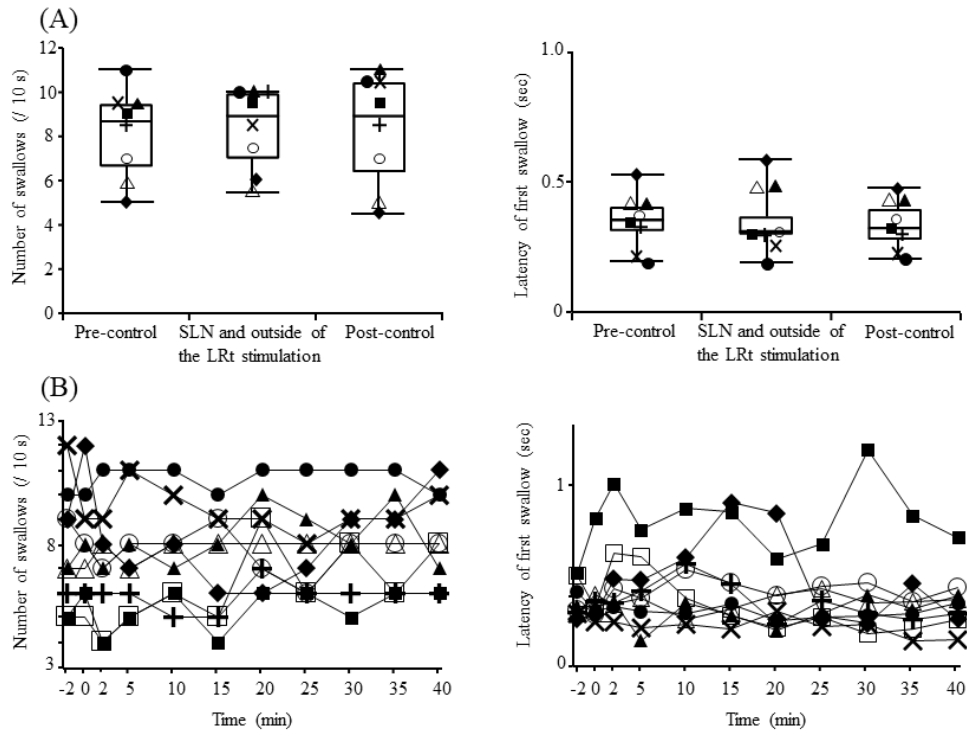 (A)
Number of swallows (/ 10 s)
12
10
8
6
4
2
0
Pre-control
SLN and outside of
the LRt stimulation
Post-control
Latency of first swallow (sec)
1.0
0.5
0
Pre-control
SLN and outside of
the LRt stimulation
Post-control
(B)
Number of swallows (/ 10 s)
13
8
3
-2 0 2 5 10 15 20 25 30 35 40
Time (min)
Latency of first swallow (sec)
1
0
-2 0 2 5 10 15 20 25 30 35 40
Time (min)